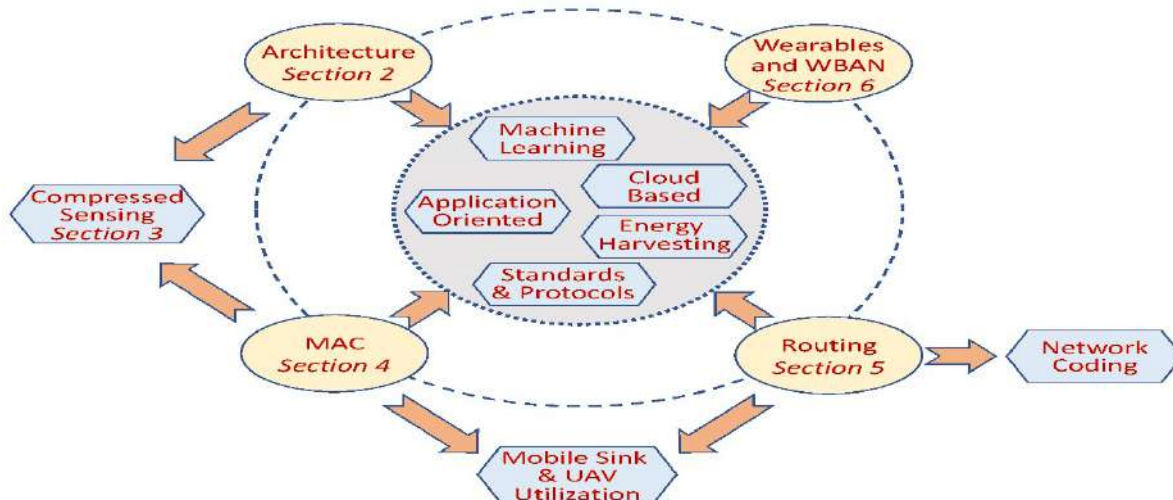 Architecture
Section 2
Wearables
and WBAN
Section 6
Machine
Learning
Cloud
Based
Compressed
Sensing
Section 3
Application
Oriented
Energy
Harvesting
Standards
& Protocols
MAC
Section 4
Routing
Section 5
Network
Coding
Mobile Sink
& UAV
Utilization